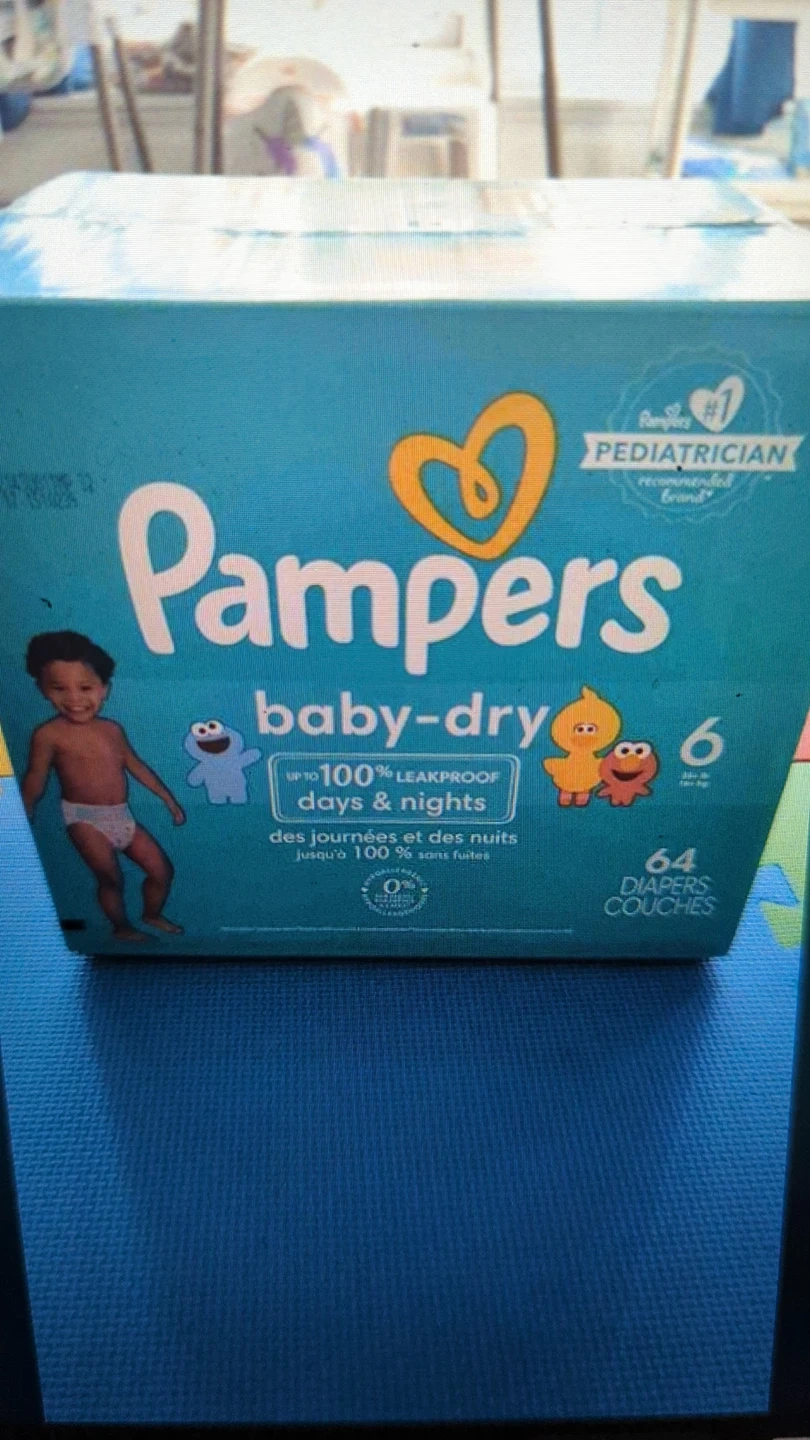 Pampers #1
PEDIATRICIAN
recommended
brand*
Pampers
baby-dry
UP TO 100% LEAKPROOF
days & nights
6
des journées et des nuits
jusqu'à 100 % sans fuites
0%
64
DIAPERS
COUCHES